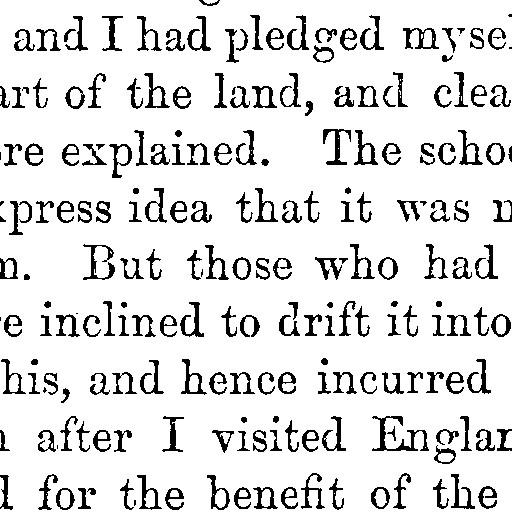 and I had pledged mysel
art of the land, and clea
re explained. The schoo
xpress idea that it was n
n. But those who had
e inclined to drift it into
his, and hence incurred
after I visited Englan
d for the benefit of the